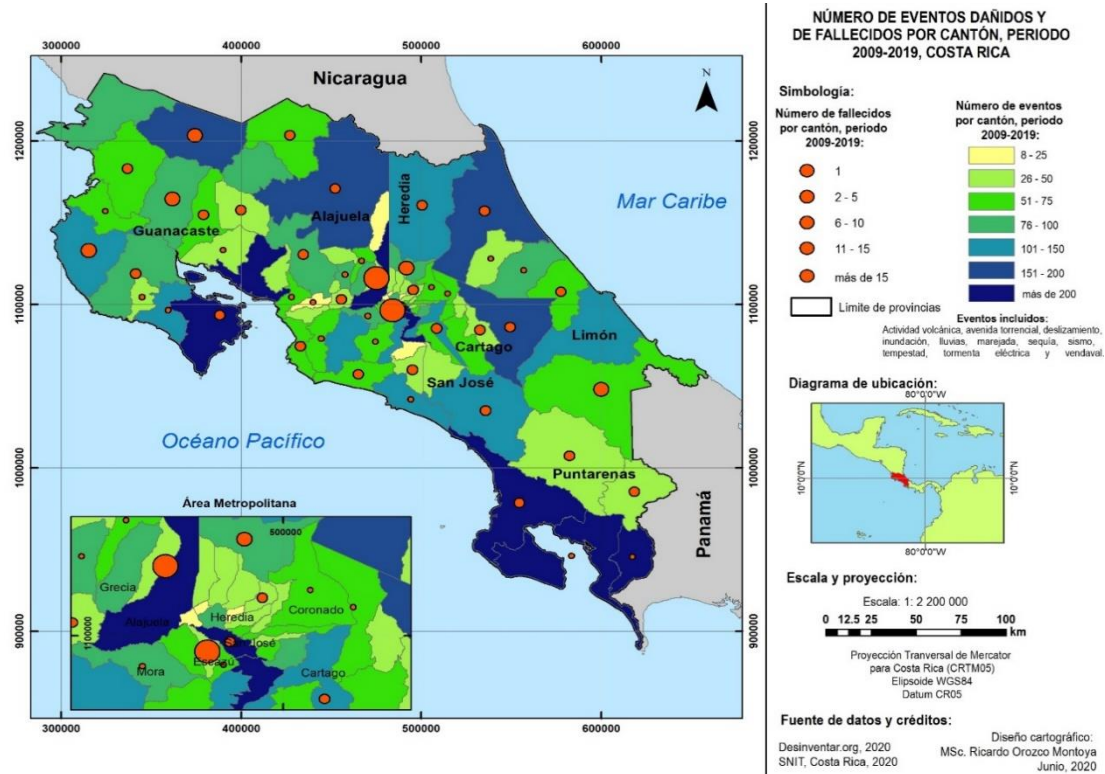 300000
400000
500000
600000
Nicaragua
N
1200000
1200000
Mar Caribe
Heredia
Alajuela
Guanacaste
1100000
1100000
Limón
Cartago
San José
Océano Pacífico
1000000
1000000
Puntarenas
Panamá
900000
900000
Área Metropolitana
500000
Grecia
Alajuela
Heredia
Coronado
1100000
José
Escazú
Mora
Cartago
300000
400000
500000
600000
NÚMERO DE EVENTOS DAÑIDOS Y
DE FALLECIDOS POR CANTÓN, PERIODO
2009-2019, COSTA RICA
Simbología:
Número de fallecidos
por cantón, periodo
2009-2019:
1
2 - 5
6 - 10
11 - 15
más de 15
Límite de provincias
Número de eventos
por cantón, periodo
2009-2019:
8 - 25
26 - 50
51 - 75
76 - 100
101 - 150
151 - 200
más de 200
Eventos incluidos:
Actividad volcánica, avenida torrencial, deslizamiento,
inundación, lluvias, marejada, sequía, sismo,
tempestad, tormenta eléctrica y vendaval.
Diagrama de ubicación:
80°0'0"W
10°0'0"N
10°0'0"N
80°0'0"W
Escala y proyección:
Escala: 1: 2 200 000
0 12.5 25 50 75 100
km
Proyección Tranversal de Mercator
para Costa Rica (CRTM05)
Elipsoide WGS84
Datum CR05
Fuente de datos y créditos:
Desinventar.org, 2020
SNIT, Costa Rica, 2020
Diseño cartográfico:
MSc. Ricardo Orozco Montoya
Junio, 2020